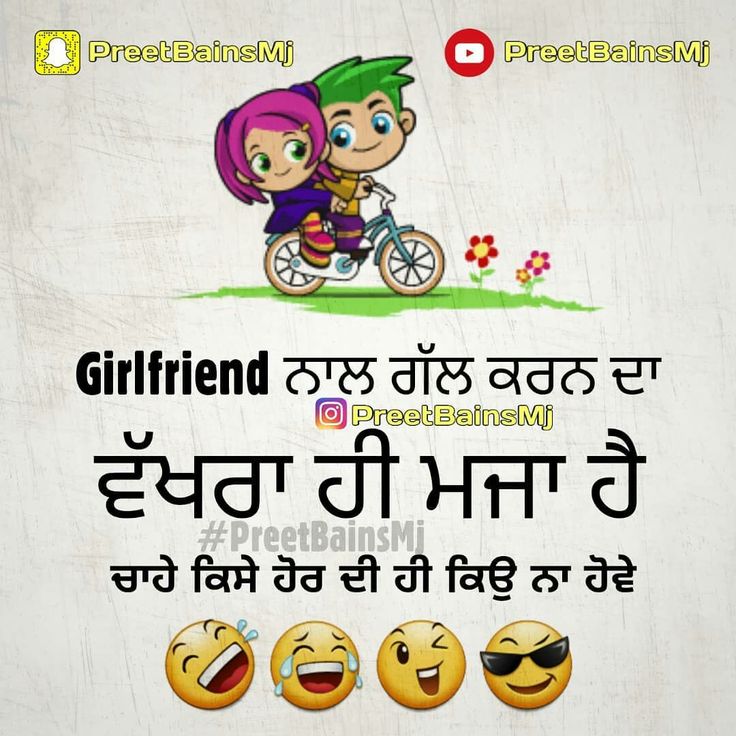 PreetBainsMj PreetBainsMj
Girlfriend ਨਾਲ ਗੱਲ ਕਰਨ ਦਾ
PreetBainsMj
ਵੱਖਰਾ ਹੀ ਮਜਾ ਹੈ
#PreetBainsMj
ਚਾਹੇ ਕਿਸੇ ਹੋਰ ਦੀ ਹੀ ਕਿਉ ਨਾ ਹੋਵੇ